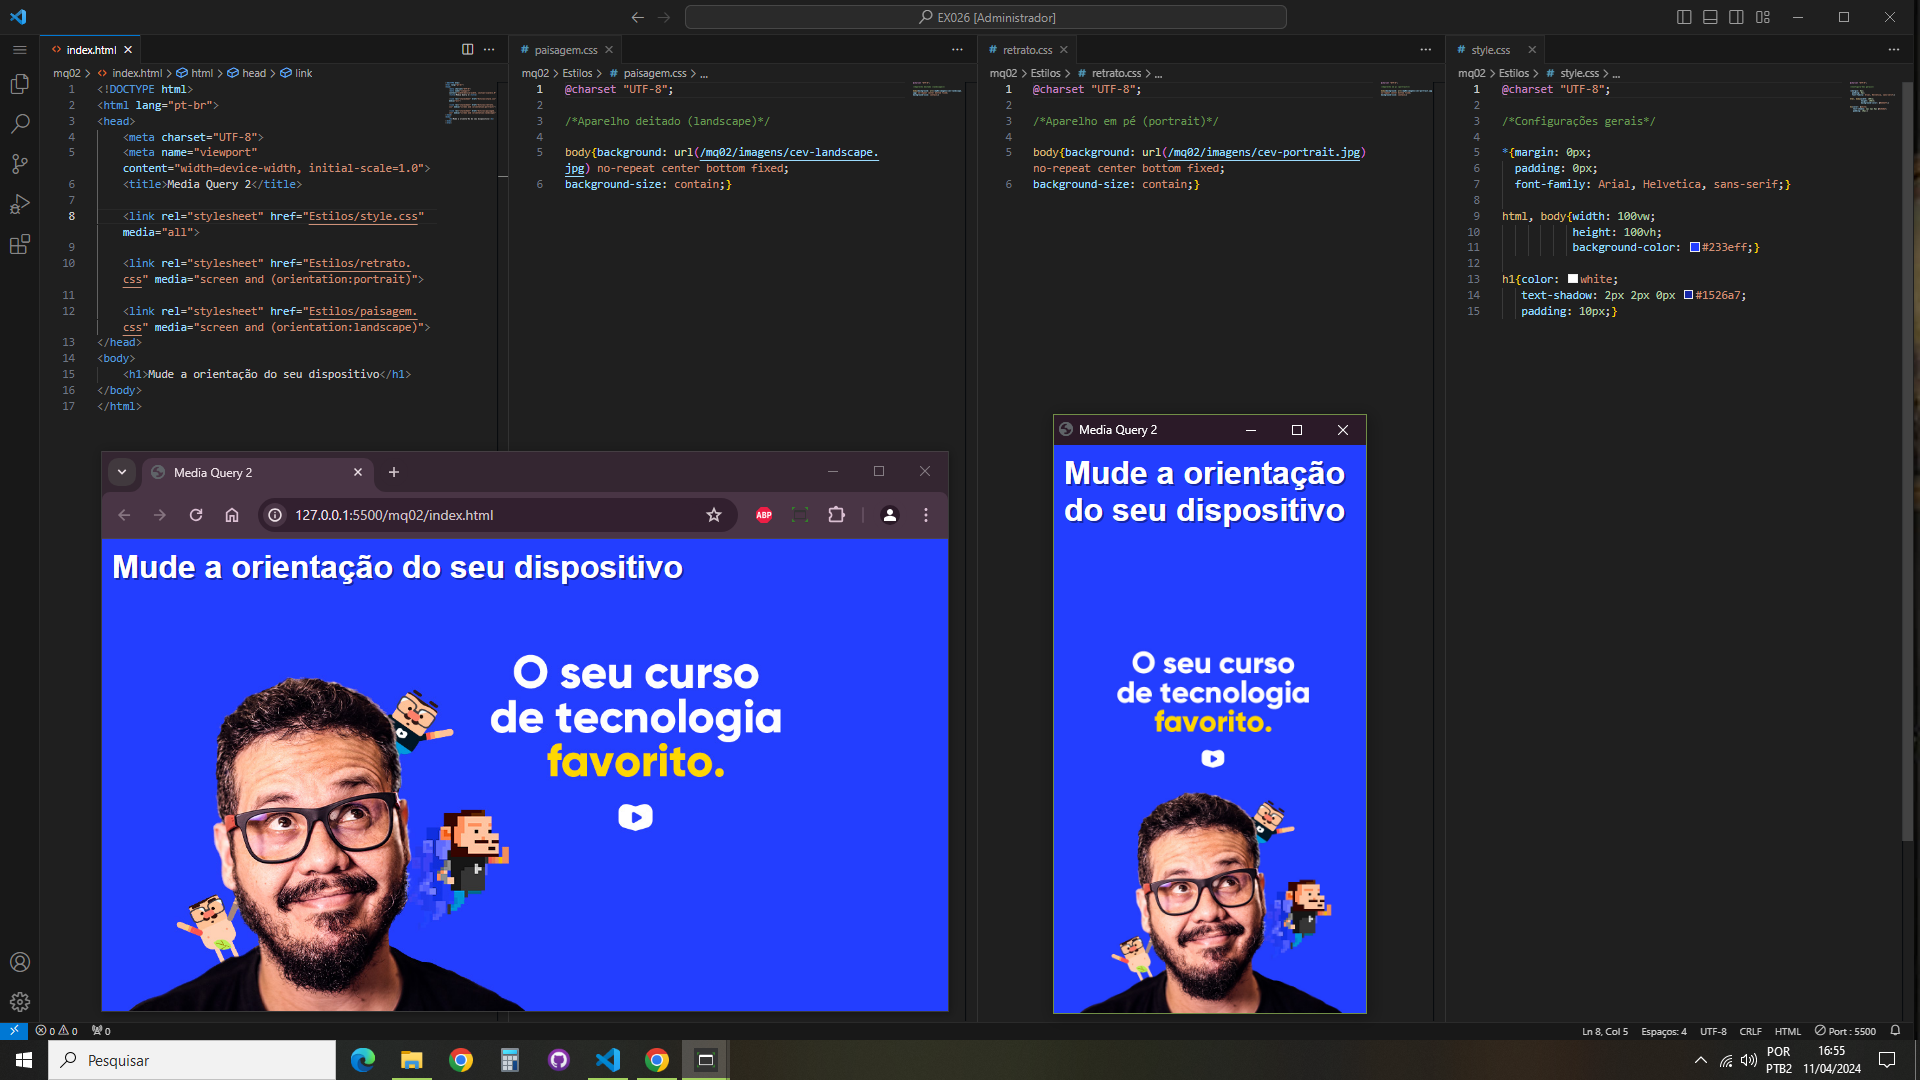 EX026 [Administrador]
index.html
mq02 > index.html > html > head > link
1 <!DOCTYPE html>
2 <html lang="pt-br">
3 <head>
4 <meta charset="UTF-8">
5 <meta name="viewport"
content="width=device-width, initial-scale=1.0">
6 <title>Media Query 2</title>
7
8 <link rel="stylesheet" href="Estilos/style.css"
media="all">
9
10 <link rel="stylesheet" href="Estilos/retrato.
css" media="screen and (orientation:portrait)">
11
12 <link rel="stylesheet" href="Estilos/paisagem.
css" media="screen and (orientation:landscape)">
13 </head>
14 <body>
15 <h1>Mude a orientação do seu dispositivo</h1>
16 </body>
17 </html>
paisagem.css
mq02 > Estilos > paisagem.css > ...
1 @charset "UTF-8";
2
3 /*Aparelho deitado (landscape)*/
4
5 body{background: url(/mq02/imagens/cev-landscape.
jpg) no-repeat center bottom fixed;
6 background-size: contain;}
retrato.css
mq02 > Estilos > retrato.css > ...
1 @charset "UTF-8";
2
3 /*Aparelho em pé (portrait)*/
4
5 body{background: url(/mq02/imagens/cev-portrait.jpg)
no-repeat center bottom fixed;
6 background-size: contain;}
style.css
mq02 > Estilos > style.css > ...
1 @charset "UTF-8";
2
3 /*Configurações gerais*/
4
5 *{margin: 0px;
6 padding: 0px;
7 font-family: Arial, Helvetica, sans-serif;}
8
9 html, body{width: 100vw;
10 height: 100vh;
11 background-color: #233eff;}
12
13 h1{color: white;
14 text-shadow: 2px 2px 0px #1526a7;
15 padding: 10px;}
Media Query 2
127.0.0.1:5500/mq02/index.html
ABP
Mude a orientação do seu dispositivo
O seu curso
de tecnologia
favorito.
Media Query 2
Mude a orientação
do seu dispositivo
O seu curso
de tecnologia
favorito.
0 0 0
Ln 8, Col 5 Espaços: 4 UTF-8 CRLF HTML Port : 5500
Pesquisar
POR
PTB2
16:55
11/04/2024